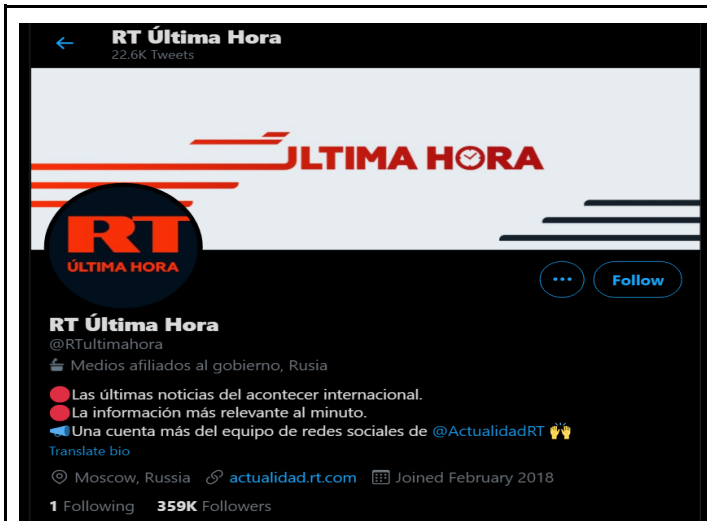 RT Última Hora
22.6K Tweets
ÚLTIMA HORA
RT
ÚLTIMA HORA
Follow
RT Última Hora
@RTultimahora
Medios afiliados al gobierno, Rusia
Las últimas noticias del acontecer internacional.
La información más relevante al minuto.
Una cuenta más del equipo de redes sociales de @ActualidadRT
Translate bio
Moscow, Russia actualidad.rt.com Joined February 2018
1 Following 359K Followers